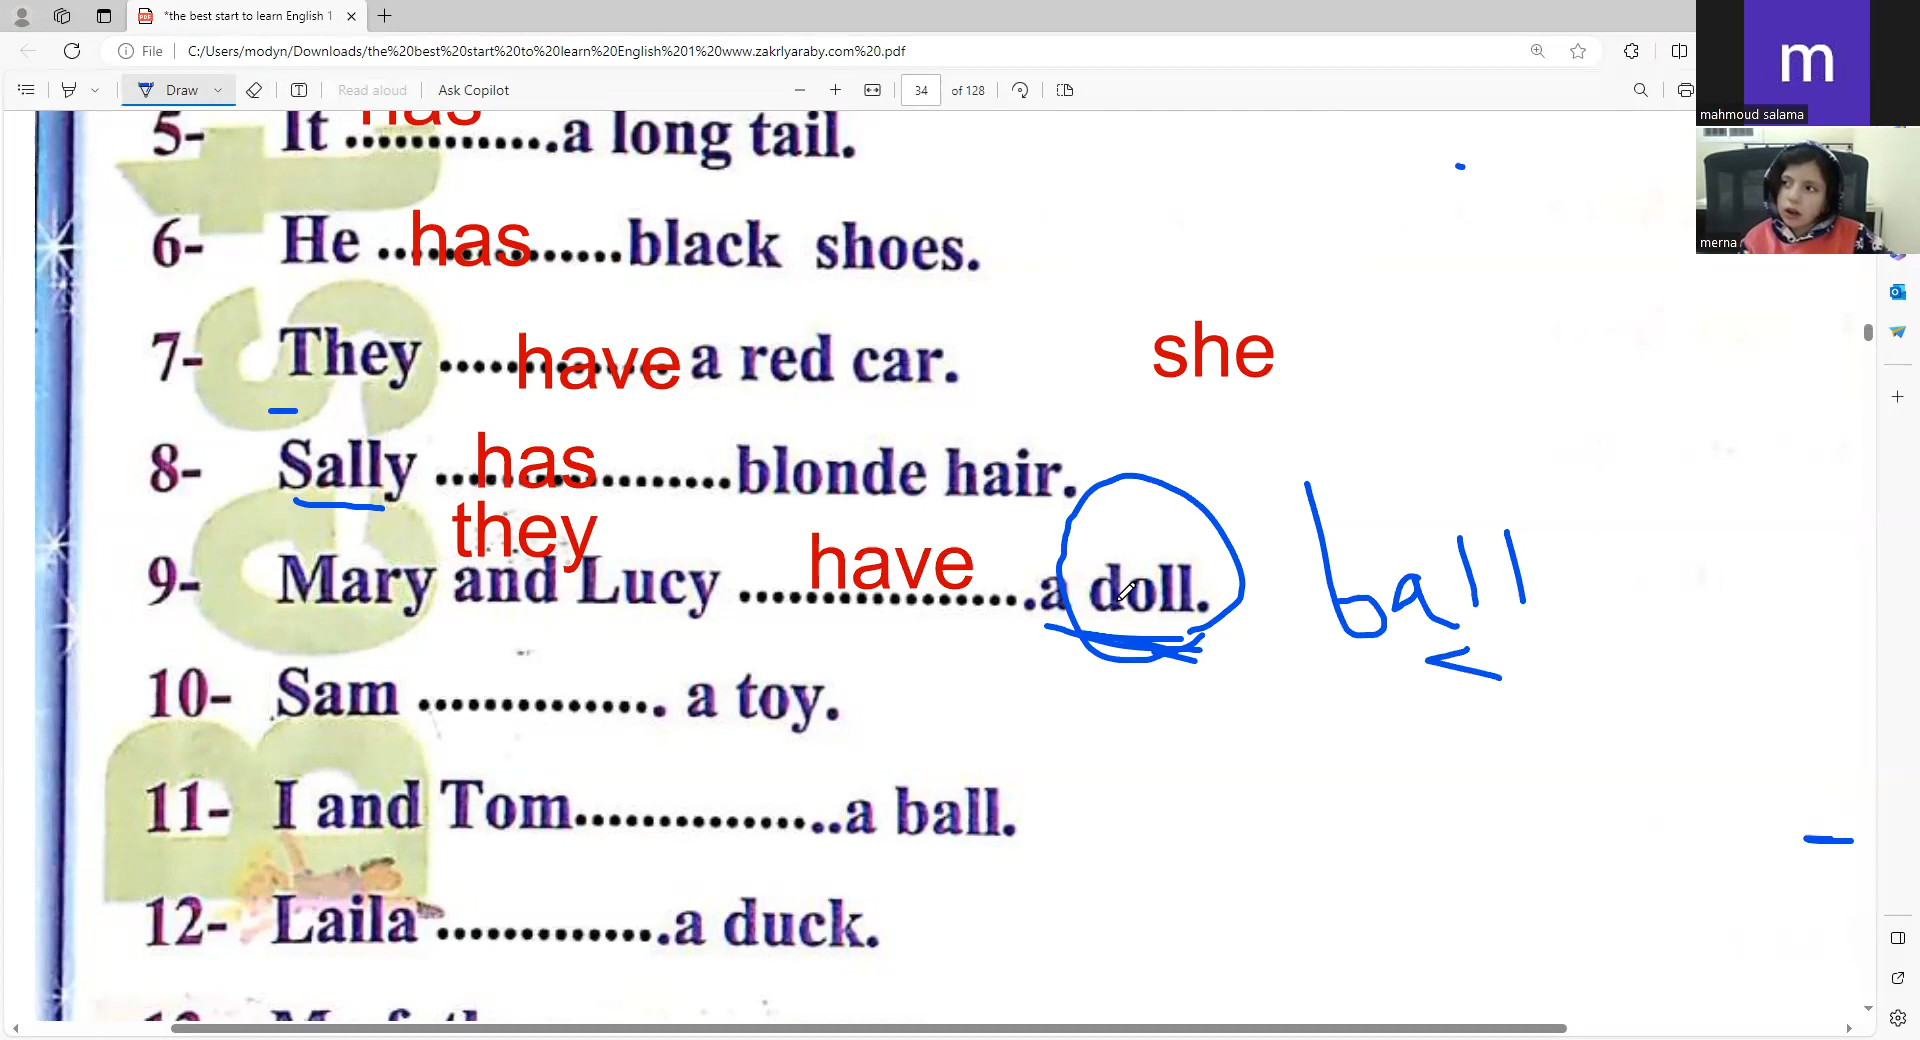 *the best start to learn English 1
File
C:/Users/modyn/Downloads/the%20best%20start%20to%20learn%20English%201%20www.zakrlyaraby.com%20.pdf
Draw
Read aloud
Ask Copilot
34 of 128
m
mahmoud salama
merna
has
5- It .............a long tail.
6- He ..has.......black shoes.
7- They ......have a red car.
she
8- Sally ..has.........blonde hair.
they
9- Mary and Lucy ....have....a doll.
ball
10- Sam .............. a toy.
11- I and Tom................a ball.
12- Laila ..............a duck.